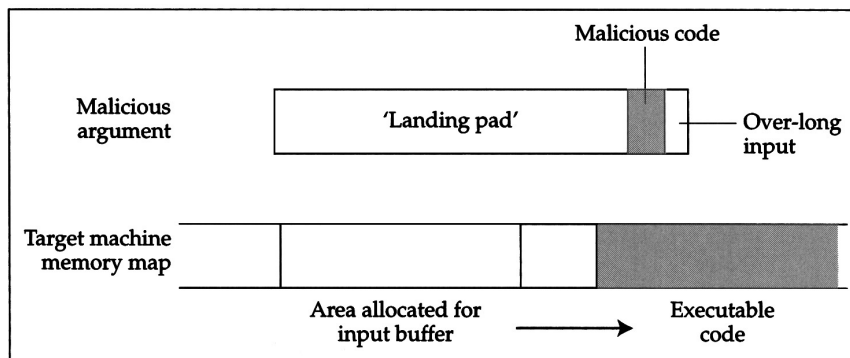 Malicious code
Malicious
argument
'Landing pad'
Over-long
input
Target machine
memory map
Area allocated for
input buffer
Executable
code